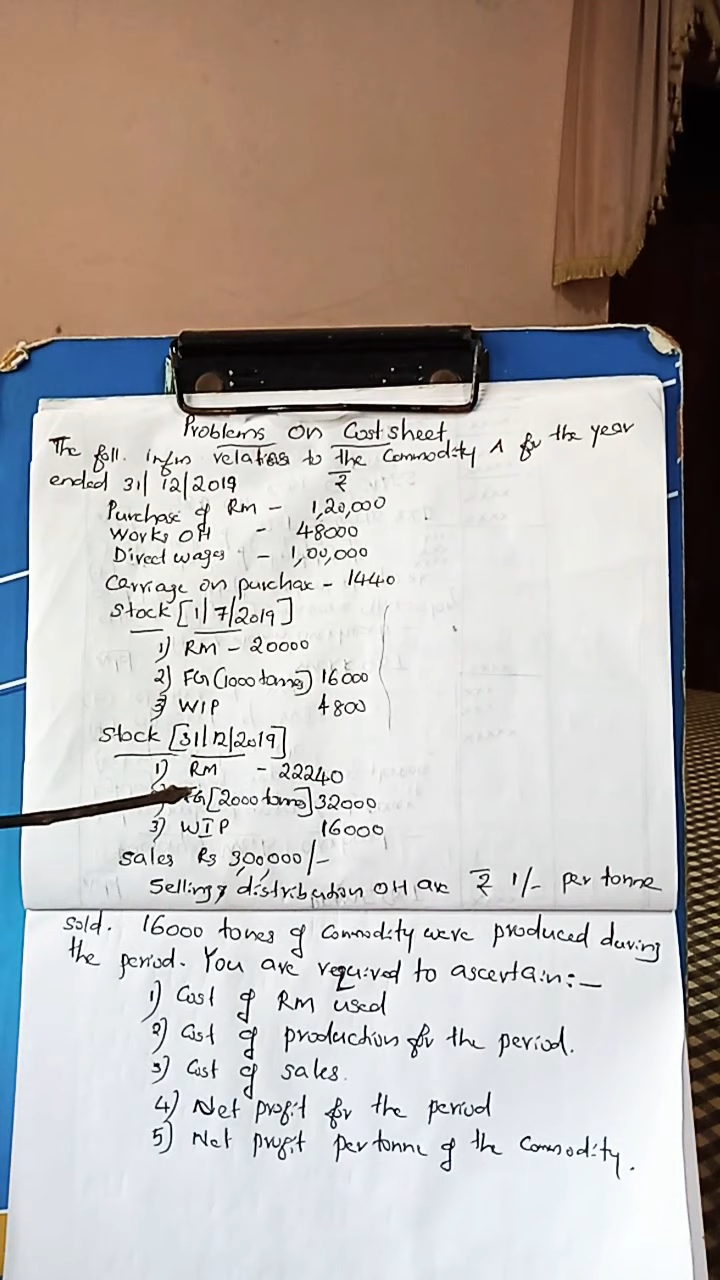 Problems on Cost sheet
The foll. infn relates to the Commodity A for the year
ended 31/12/2019 ₹
Purchase of RM - 1,20,000
Works OH - 48000
Direct wages - 1,00,000
Carriage on purchase - 1440
Stock [1/7/2019]
1) RM - 20000
2) FG (1000 tonnes) 16000
3) WIP 4800
Stock [31/12/2019]
1) RM - 22240
FG [2000 tonnes] 32000
3) WIP 16000
Sales Rs 300,000/-
Selling & distribution OH are ₹ 1/- per tonne
sold. 16000 tones of Commodity were produced during
the period. You are required to ascertain:-
1) Cost of RM used
2) Cost of production for the period.
3) Cost of sales.
4) Net profit for the period
5) Net profit per tonne of the Commodity.